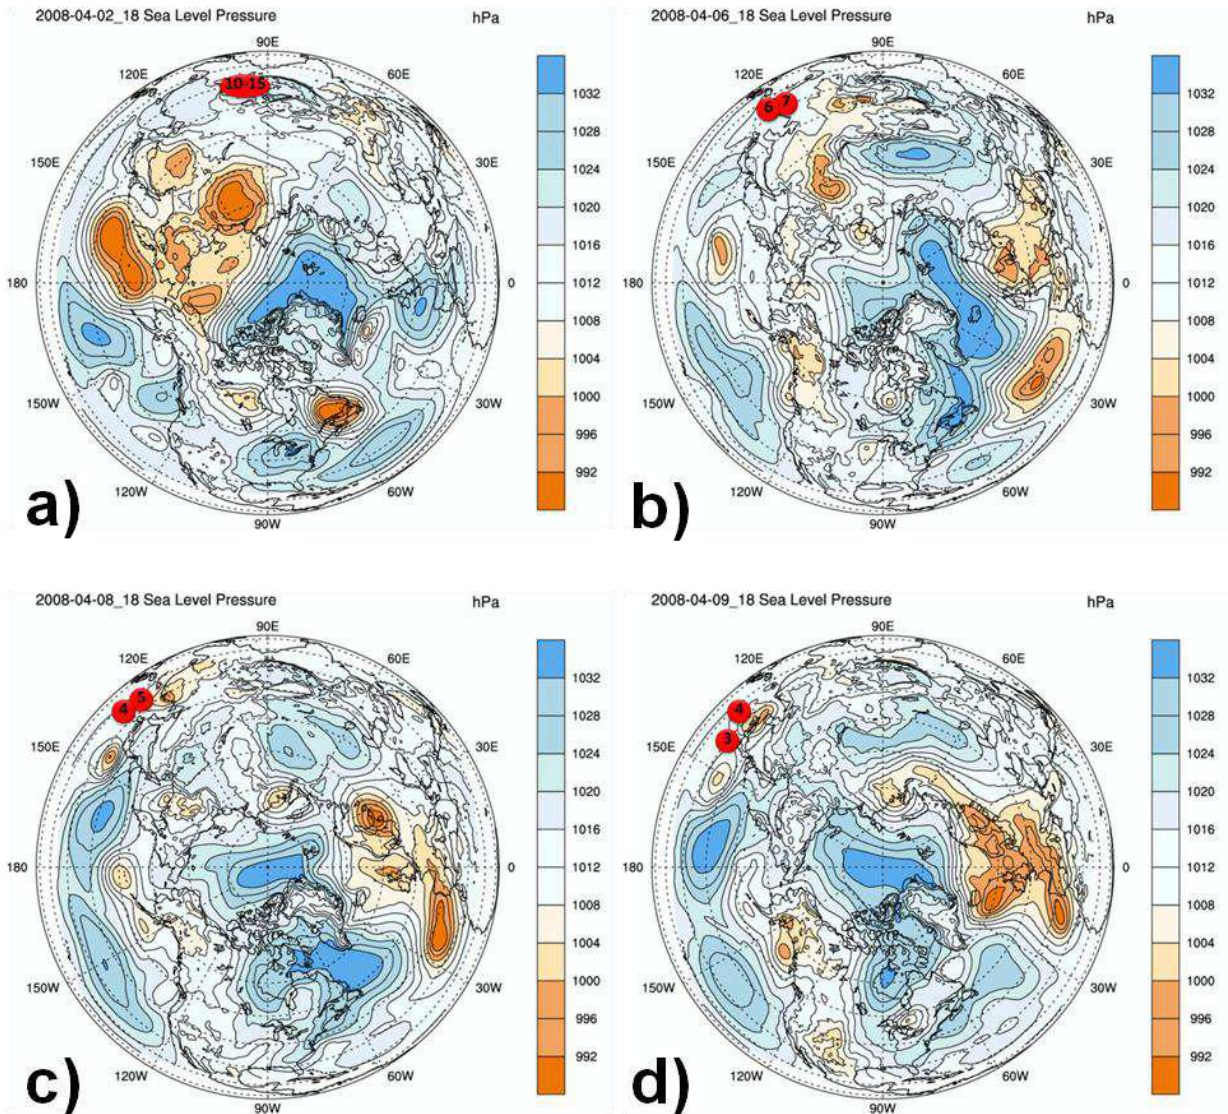 2008-04-02_18 Sea Level Pressure hPa
90E
120E 60E
10-15
150E 30E
180 0
150W 30W
120W 60W
90W
1032
1028
1024
1020
1016
1012
1008
1004
1000
996
992
a)
2008-04-06_18 Sea Level Pressure hPa
90E
120E 60E
6 7
150E 30E
180 0
150W 30W
120W 60W
90W
1032
1028
1024
1020
1016
1012
1008
1004
1000
996
992
b)
2008-04-08_18 Sea Level Pressure hPa
90E
120E 60E
4 5
150E 30E
180 0
150W 30W
120W 60W
90W
1032
1028
1024
1020
1016
1012
1008
1004
1000
996
992
c)
2008-04-09_18 Sea Level Pressure hPa
90E
120E 60E
4
3
150E 30E
180 0
150W 30W
120W 60W
90W
1032
1028
1024
1020
1016
1012
1008
1004
1000
996
992
d)